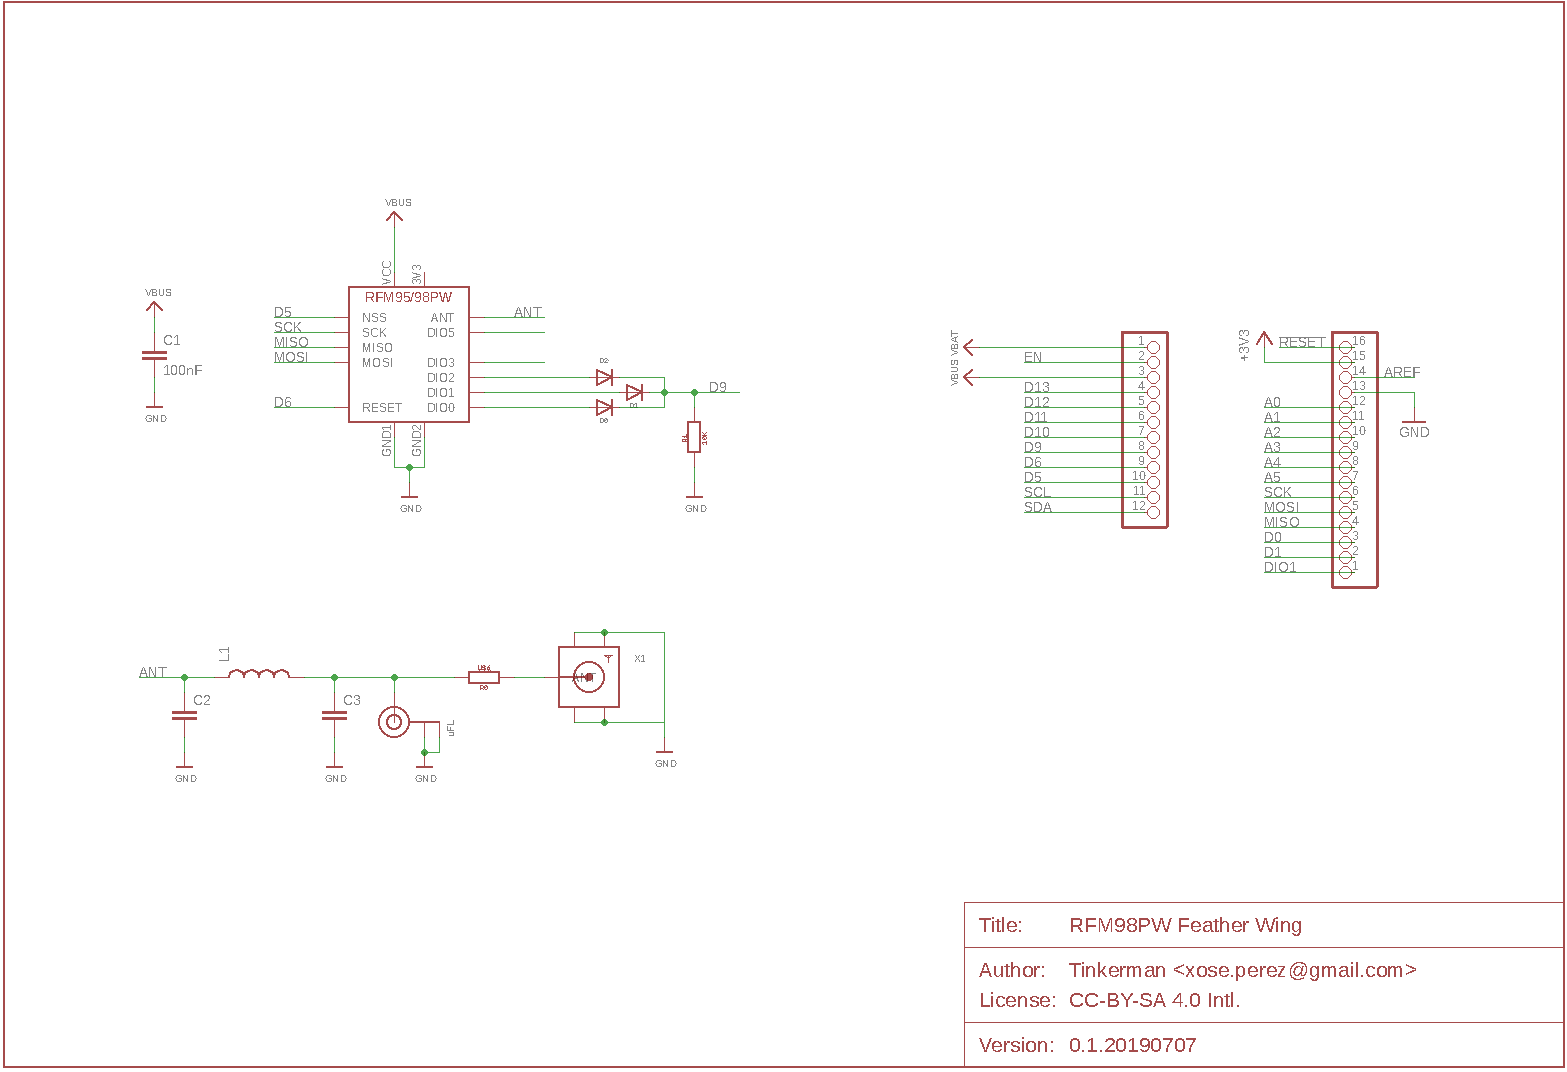 VBUS
VCC
3V3
RFM95/98PW
D5
SCK
MISO
MOSI
D6
NSS
SCK
MISO
MOSI
RESET
ANT
DIO5
DIO3
DIO2
DIO1
DIO0
ANT
GND1
GND2
GND
VBUS
C1
100nF
GND
D2
D1
D0
D9
R1
10K
GND
VBAT
VBUS
EN
D13
D12
D11
D10
D9
D6
D5
SCL
SDA
1
2
3
4
5
6
7
8
9
10
11
12
+3V3
RESET
AREF
GND
A0
A1
A2
A3
A4
A5
SCK
MOSI
MISO
D0
D1
DIO1
16
15
14
13
12
11
10
9
8
7
6
5
4
3
2
1
ANT
L1
C2
GND
C3
GND
uFL
GND
R0
ANT
X1
GND
Title: RFM98PW Feather Wing
Author: Tinkerman <xose.perez@gmail.com>
License: CC-BY-SA 4.0 Intl.
Version: 0.1.20190707